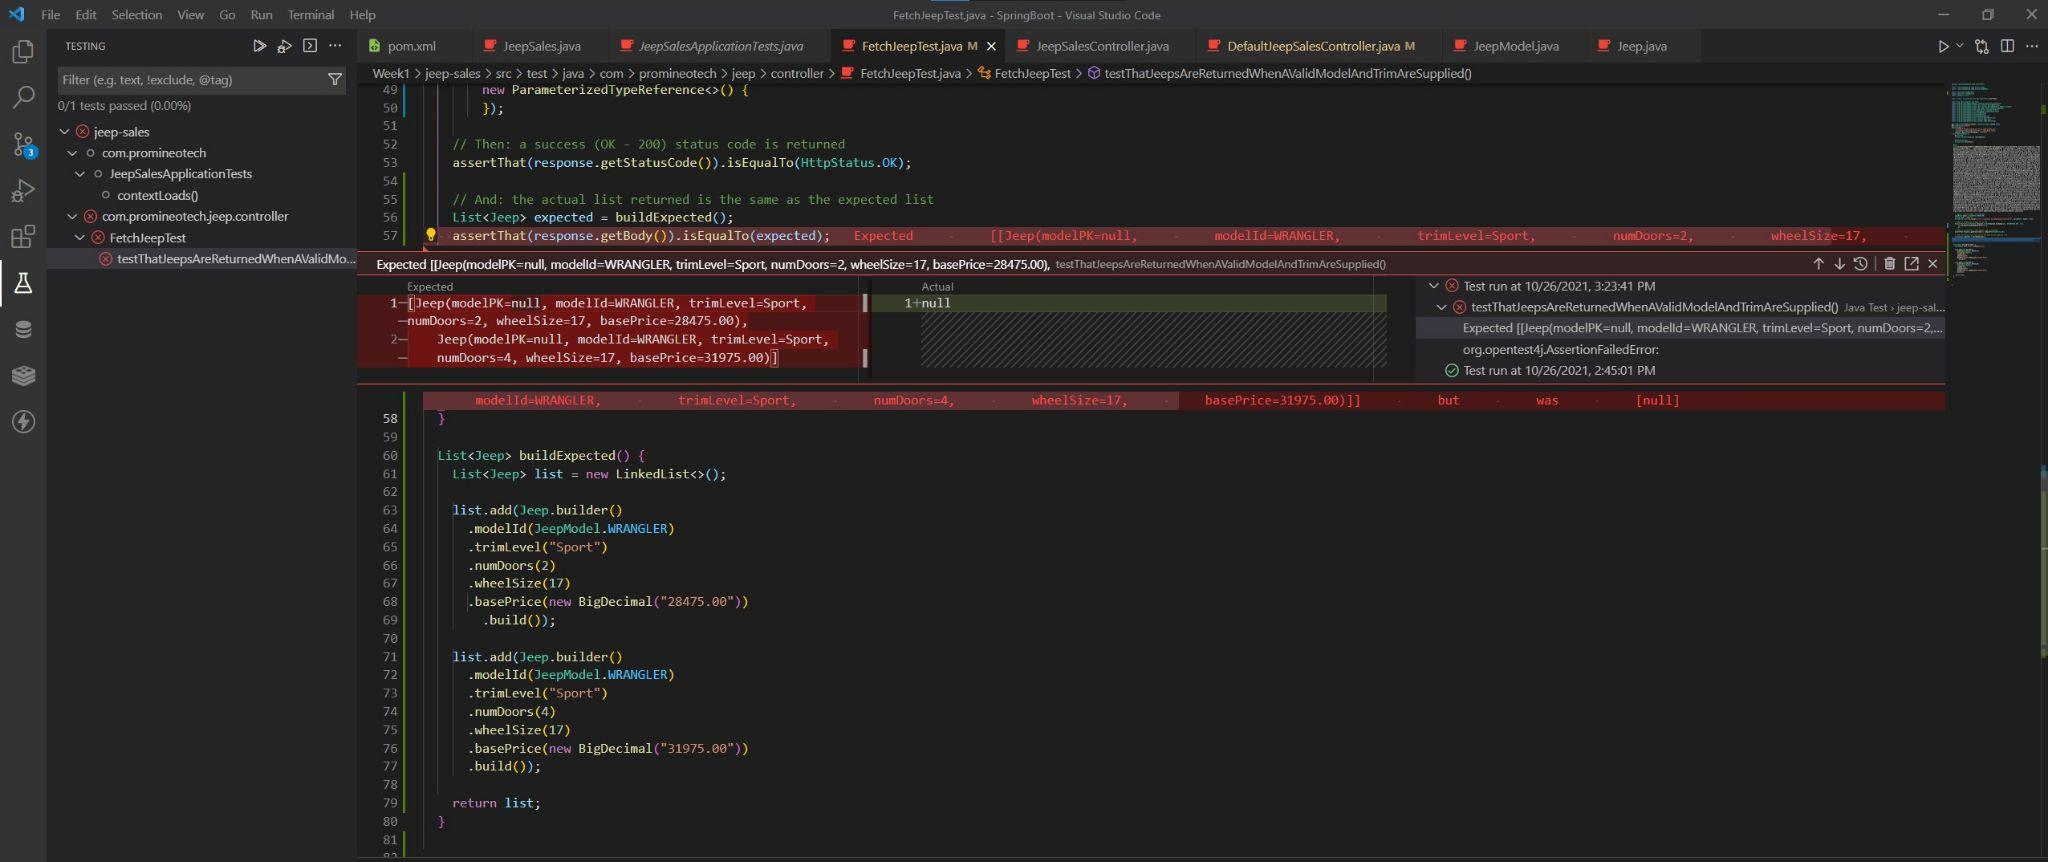 File Edit Selection View Go Run Terminal Help FetchJeepTest.java - SpringBoot - Visual Studio Code
TESTING
pom.xml JeepSales.java JeepSalesApplicationTests.java FetchJeepTest.java M JeepSalesController.java DefaultJeepSalesController.java M JeepModel.java Jeep.java
Filter (e.g. text, !exclude, @tag)
0/1 tests passed (0.00%)
jeep-sales
com.promineotech
JeepSalesApplicationTests
contextLoads()
com.promineotech.jeep.controller
FetchJeepTest
testThatJeepsAreReturnedWhenAValidMo...
3
Week1 > jeep-sales > src > test > java > com > promineotech > jeep > controller > FetchJeepTest.java > FetchJeepTest > testThatJeepsAreReturnedWhenAValidModelAndTrimAreSupplied()
49 new ParameterizedTypeReference<>() {
50 });
51
52 // Then: a success (OK - 200) status code is returned
53 assertThat(response.getStatusCode()).isEqualTo(HttpStatus.OK);
54
55 // And: the actual list returned is the same as the expected list
56 List<Jeep> expected = buildExpected();
57 assertThat(response.getBody()).isEqualTo(expected); Expected [[Jeep(modelPK=null, modelId=WRANGLER, trimLevel=Sport, numDoors=2, wheelSize=17,
Expected [[Jeep(modelPK=null, modelId=WRANGLER, trimLevel=Sport, numDoors=2, wheelSize=17, basePrice=28475.00), testThatJeepsAreReturnedWhenAValidModelAndTrimAreSupplied()
Expected Actual
1 [Jeep(modelPK=null, modelId=WRANGLER, trimLevel=Sport,
numDoors=2, wheelSize=17, basePrice=28475.00),
2 Jeep(modelPK=null, modelId=WRANGLER, trimLevel=Sport,
numDoors=4, wheelSize=17, basePrice=31975.00)]
1+null
Test run at 10/26/2021, 3:23:41 PM
testThatJeepsAreReturnedWhenAValidModelAndTrimAreSupplied() Java Test > jeep-sal...
Expected [[Jeep(modelPK=null, modelId=WRANGLER, trimLevel=Sport, numDoors=2,...
org.opentest4j.AssertionFailedError:
Test run at 10/26/2021, 2:45:01 PM
modelId=WRANGLER, trimLevel=Sport, numDoors=4, wheelSize=17, basePrice=31975.00)]] but was [null]
58 }
59
60 List<Jeep> buildExpected() {
61 List<Jeep> list = new LinkedList<>();
62
63 list.add(Jeep.builder()
64 .modelId(JeepModel.WRANGLER)
65 .trimLevel("Sport")
66 .numDoors(2)
67 .wheelSize(17)
68 .basePrice(new BigDecimal("28475.00"))
69 .build());
70
71 list.add(Jeep.builder()
72 .modelId(JeepModel.WRANGLER)
73 .trimLevel("Sport")
74 .numDoors(4)
75 .wheelSize(17)
76 .basePrice(new BigDecimal("31975.00"))
77 .build());
78
79 return list;
80 }
81